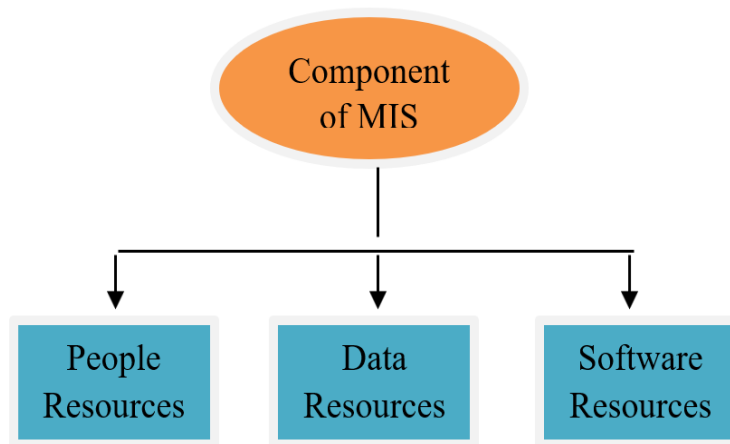 Component
of MIS
People
Resources
Data
Resources
Software
Resources